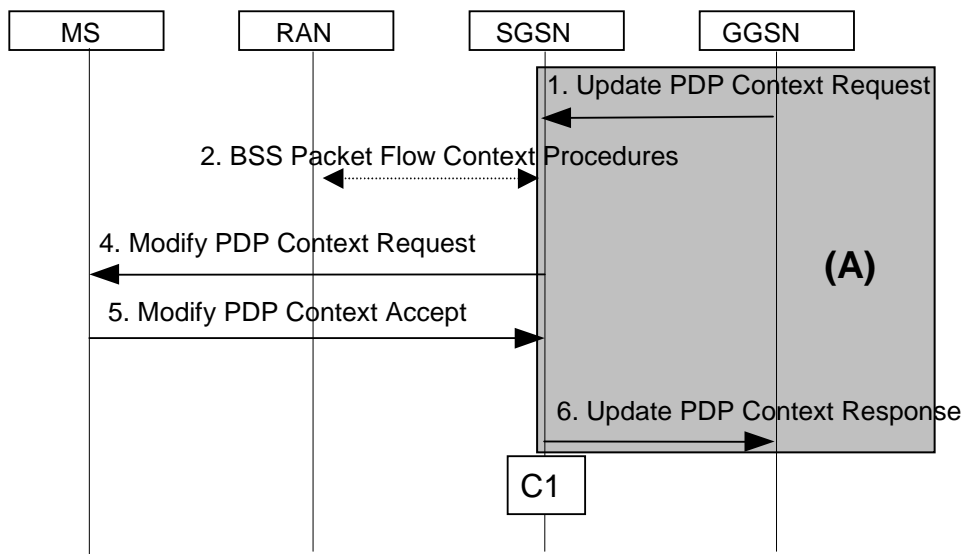 MS RAN SGSN GGSN
1. Update PDP Context Request
2. BSS Packet Flow Context Procedures
4. Modify PDP Context Request
(A)
5. Modify PDP Context Accept
6. Update PDP Context Response
C1